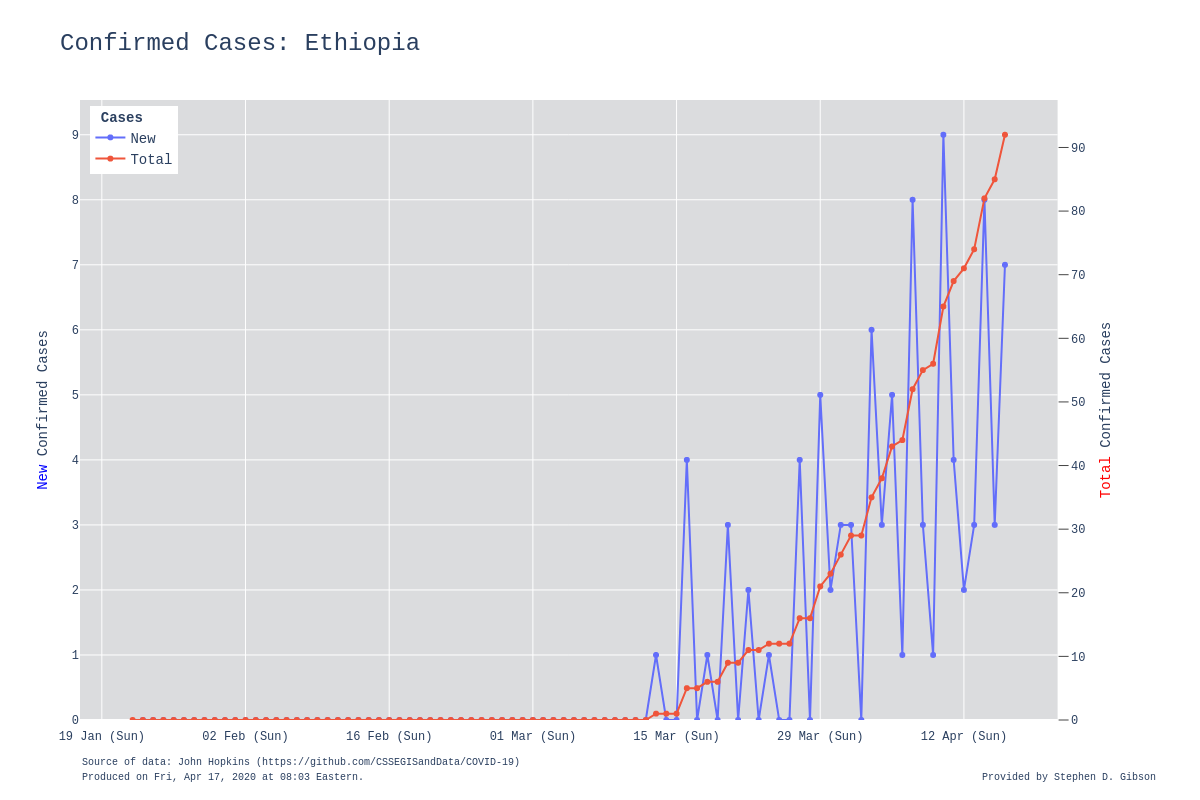 Confirmed Cases: Ethiopia
Cases
New
Total
9
8
7
6
5
4
3
2
1
0
New Confirmed Cases
90
80
70
60
50
40
30
20
10
0
Total Confirmed Cases
19 Jan (Sun) 02 Feb (Sun) 16 Feb (Sun) 01 Mar (Sun) 15 Mar (Sun) 29 Mar (Sun) 12 Apr (Sun)
Source of data: John Hopkins (https://github.com/CSSEGISandData/COVID-19)
Produced on Fri, Apr 17, 2020 at 08:03 Eastern.
Provided by Stephen D. Gibson